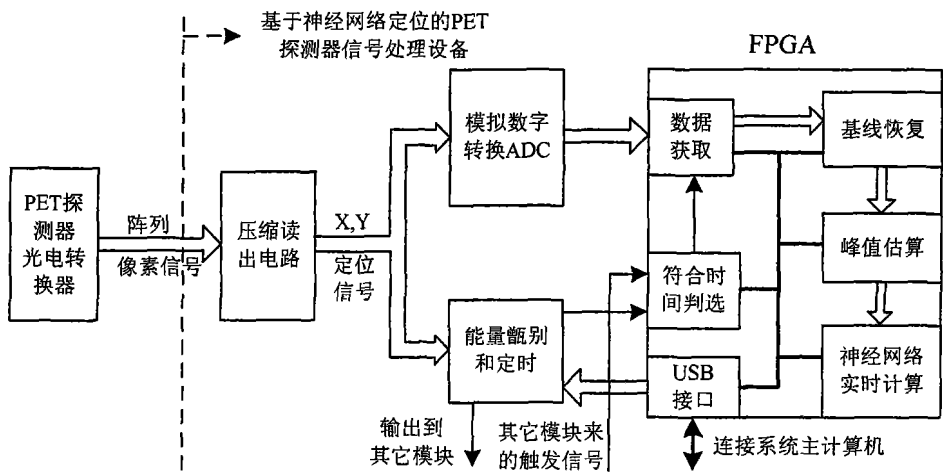 基于神经网络定位的PET
探测器信号处理设备
FPGA
PET探
测器
光电转
换器
阵列
像素信号
压缩读
出电路
X,Y
定位
信号
模拟数字
转换ADC
能量甄别
和定时
输出到
其它模块
其它模块来
的触发信号
数据
获取
符合时
间判选
USB
接口
基线恢复
峰值估算
神经网络
实时计算
连接系统主计算机